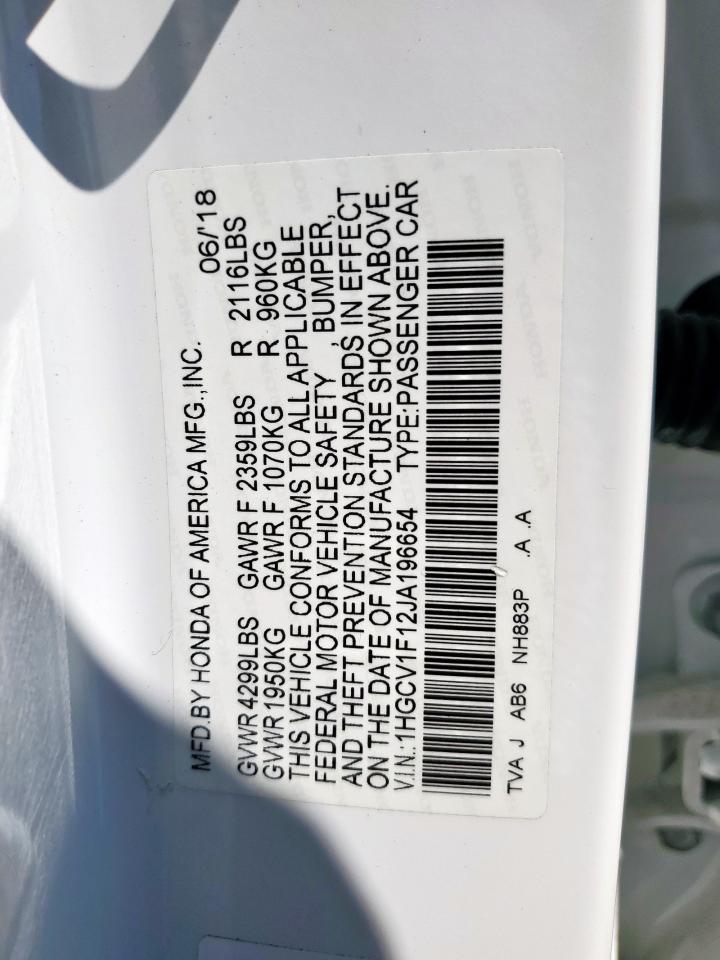 MFD.BY HONDA OF AMERICA MFG.,INC. 06/'18
GVWR 4299LBS GAWR F 2359LBS R 2116LBS
GVWR 1950KG GAWR F 1070KG R 960KG
THIS VEHICLE CONFORMS TO ALL APPLICABLE
FEDERAL MOTOR VEHICLE SAFETY , BUMPER,
AND THEFT PREVENTION STANDARDS IN EFFECT
ON THE DATE OF MANUFACTURE SHOWN ABOVE.
V.I.N.:1HGCV1F12JA196654 TYPE:PASSENGER CAR
TVA J AB6 NH883P .A .A